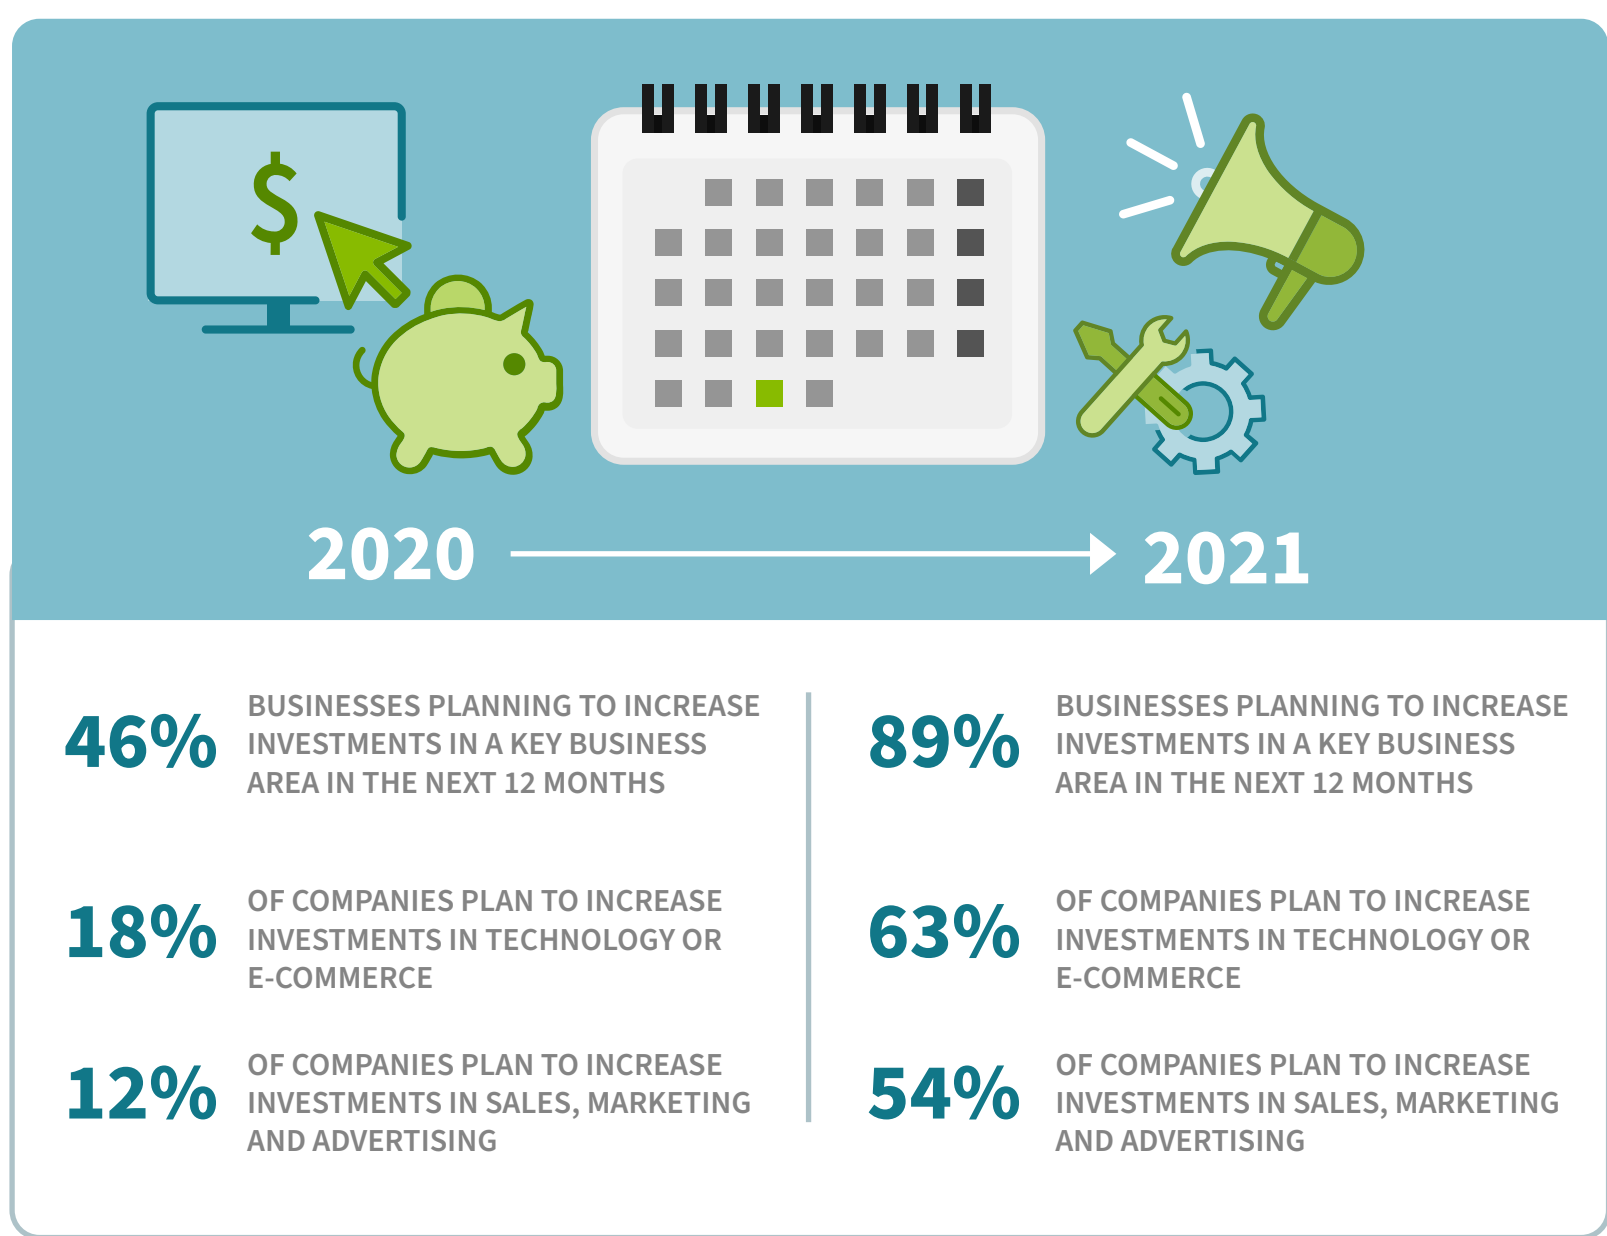 $
2020
2021
46%
BUSINESSES PLANNING TO INCREASE
INVESTMENTS IN A KEY BUSINESS
AREA IN THE NEXT 12 MONTHS
18%
OF COMPANIES PLAN TO INCREASE
INVESTMENTS IN TECHNOLOGY OR
E-COMMERCE
12%
OF COMPANIES PLAN TO INCREASE
INVESTMENTS IN SALES, MARKETING
AND ADVERTISING
89%
BUSINESSES PLANNING TO INCREASE
INVESTMENTS IN A KEY BUSINESS
AREA IN THE NEXT 12 MONTHS
63%
OF COMPANIES PLAN TO INCREASE
INVESTMENTS IN TECHNOLOGY OR
E-COMMERCE
54%
OF COMPANIES PLAN TO INCREASE
INVESTMENTS IN SALES, MARKETING
AND ADVERTISING